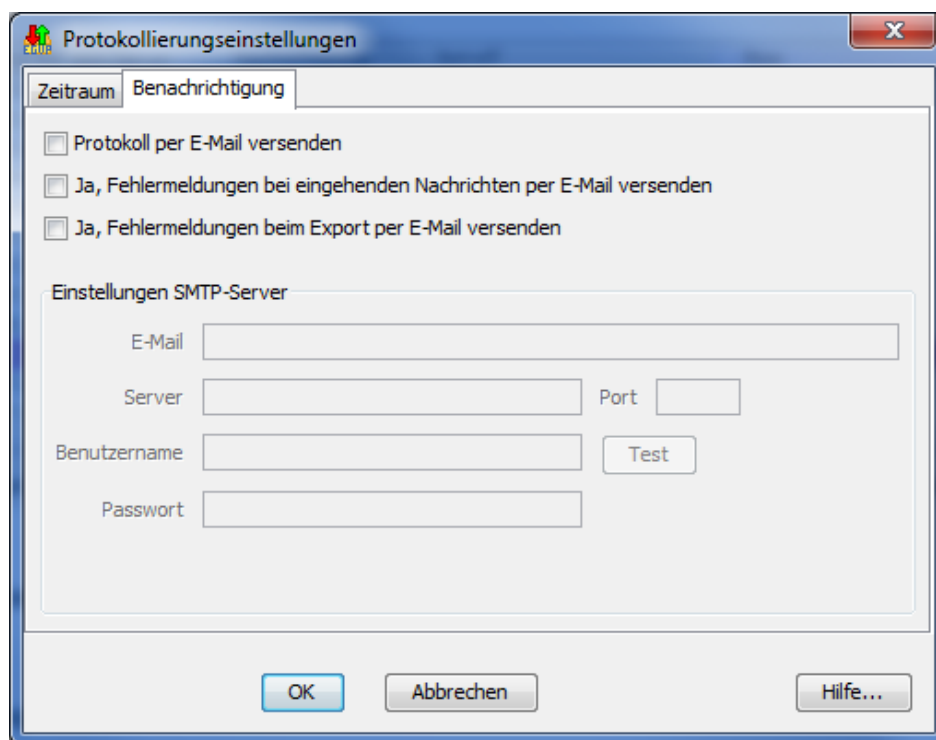 EGVP Protokollierungseinstellungen
Zeitraum Benachrichtigung
Protokoll per E-Mail versenden
Ja, Fehlermeldungen bei eingehenden Nachrichten per E-Mail versenden
Ja, Fehlermeldungen beim Export per E-Mail versenden
Einstellungen SMTP-Server
E-Mail
Server Port
Benutzername Test
Passwort
OK Abbrechen Hilfe...